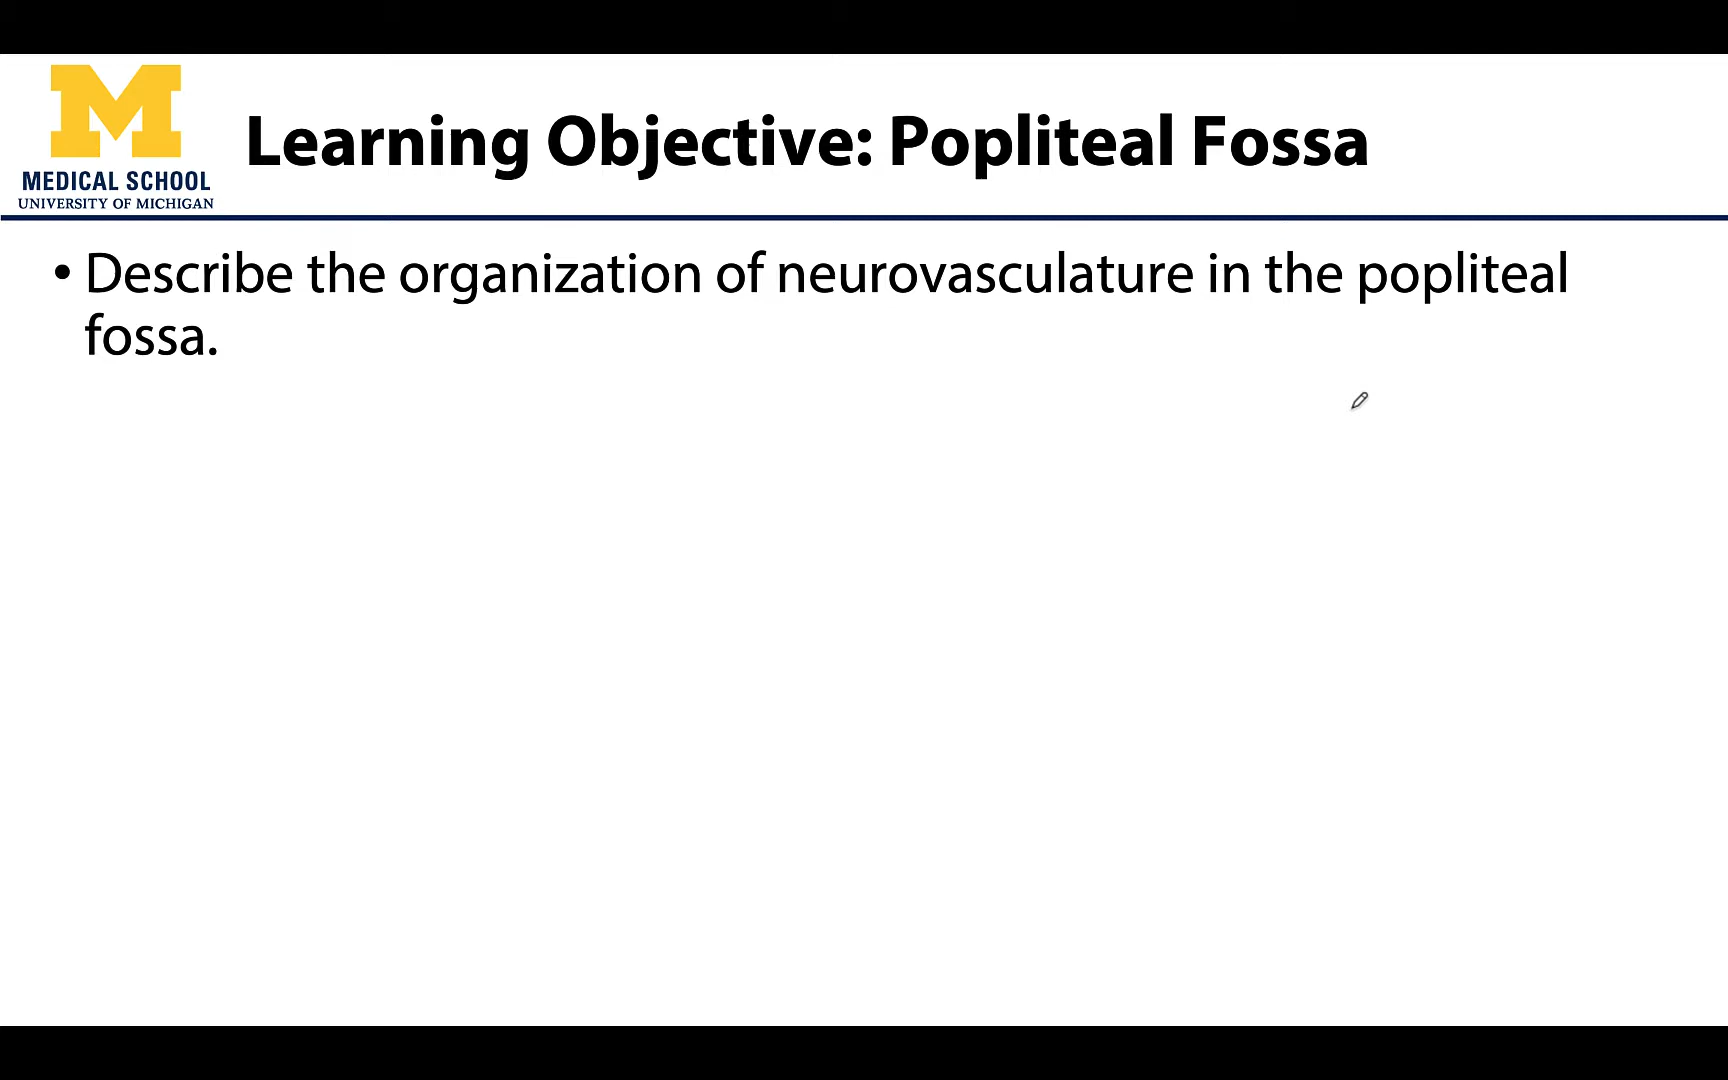 M
MEDICAL SCHOOL
UNIVERSITY OF MICHIGAN
Learning Objective: Popliteal Fossa
• Describe the organization of neurovasculature in the popliteal
fossa.